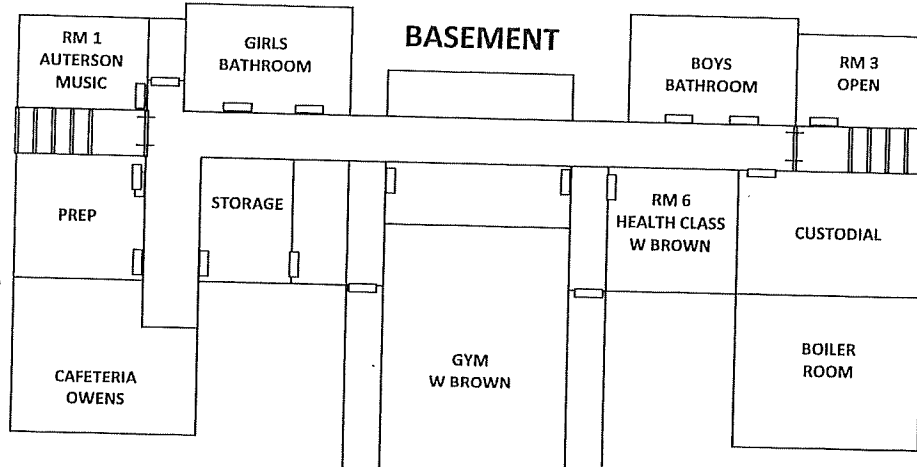 BASEMENT
RM 1
AUTERSON
MUSIC
GIRLS
BATHROOM
BOYS
BATHROOM
RM 3
OPEN
PREP
STORAGE
RM 6
HEALTH CLASS
W BROWN
CUSTODIAL
CAFETERIA
OWENS
GYM
W BROWN
BOILER
ROOM